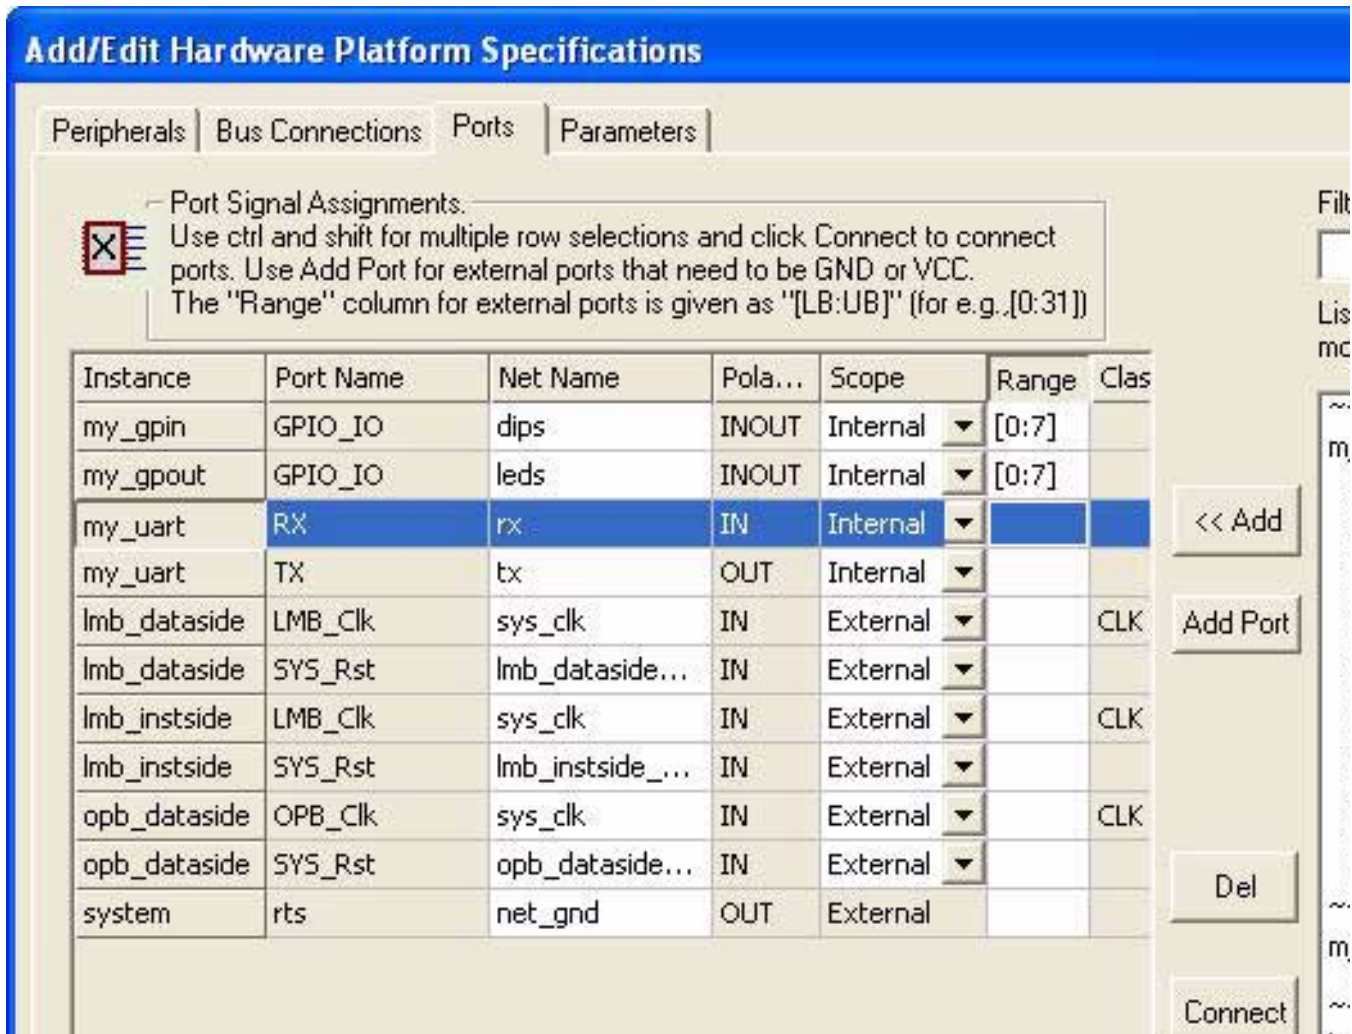 Add/Edit Hardware Platform Specifications
Peripherals Bus Connections Ports Parameters
Port Signal Assignments.
Use ctrl and shift for multiple row selections and click Connect to connect
ports. Use Add Port for external ports that need to be GND or VCC.
The "Range" column for external ports is given as "[LB:UB]" (for e.g.,[0:31])
Instance Port Name Net Name Pola... Scope Range Clas
my_gpin GPIO_IO dips INOUT Internal [0:7]
my_gpout GPIO_IO leds INOUT Internal [0:7]
my_uart RX rx IN Internal
my_uart TX tx OUT Internal
lmb_dataside LMB_Clk sys_clk IN External CLK
lmb_dataside SYS_Rst lmb_dataside... IN External
lmb_instside LMB_Clk sys_clk IN External CLK
lmb_instside SYS_Rst lmb_instside_... IN External
opb_dataside OPB_Clk sys_clk IN External CLK
opb_dataside SYS_Rst opb_dataside... IN External
system rts net_gnd OUT External
<< Add
Add Port
Del
Connect
Filt
Lis
mo